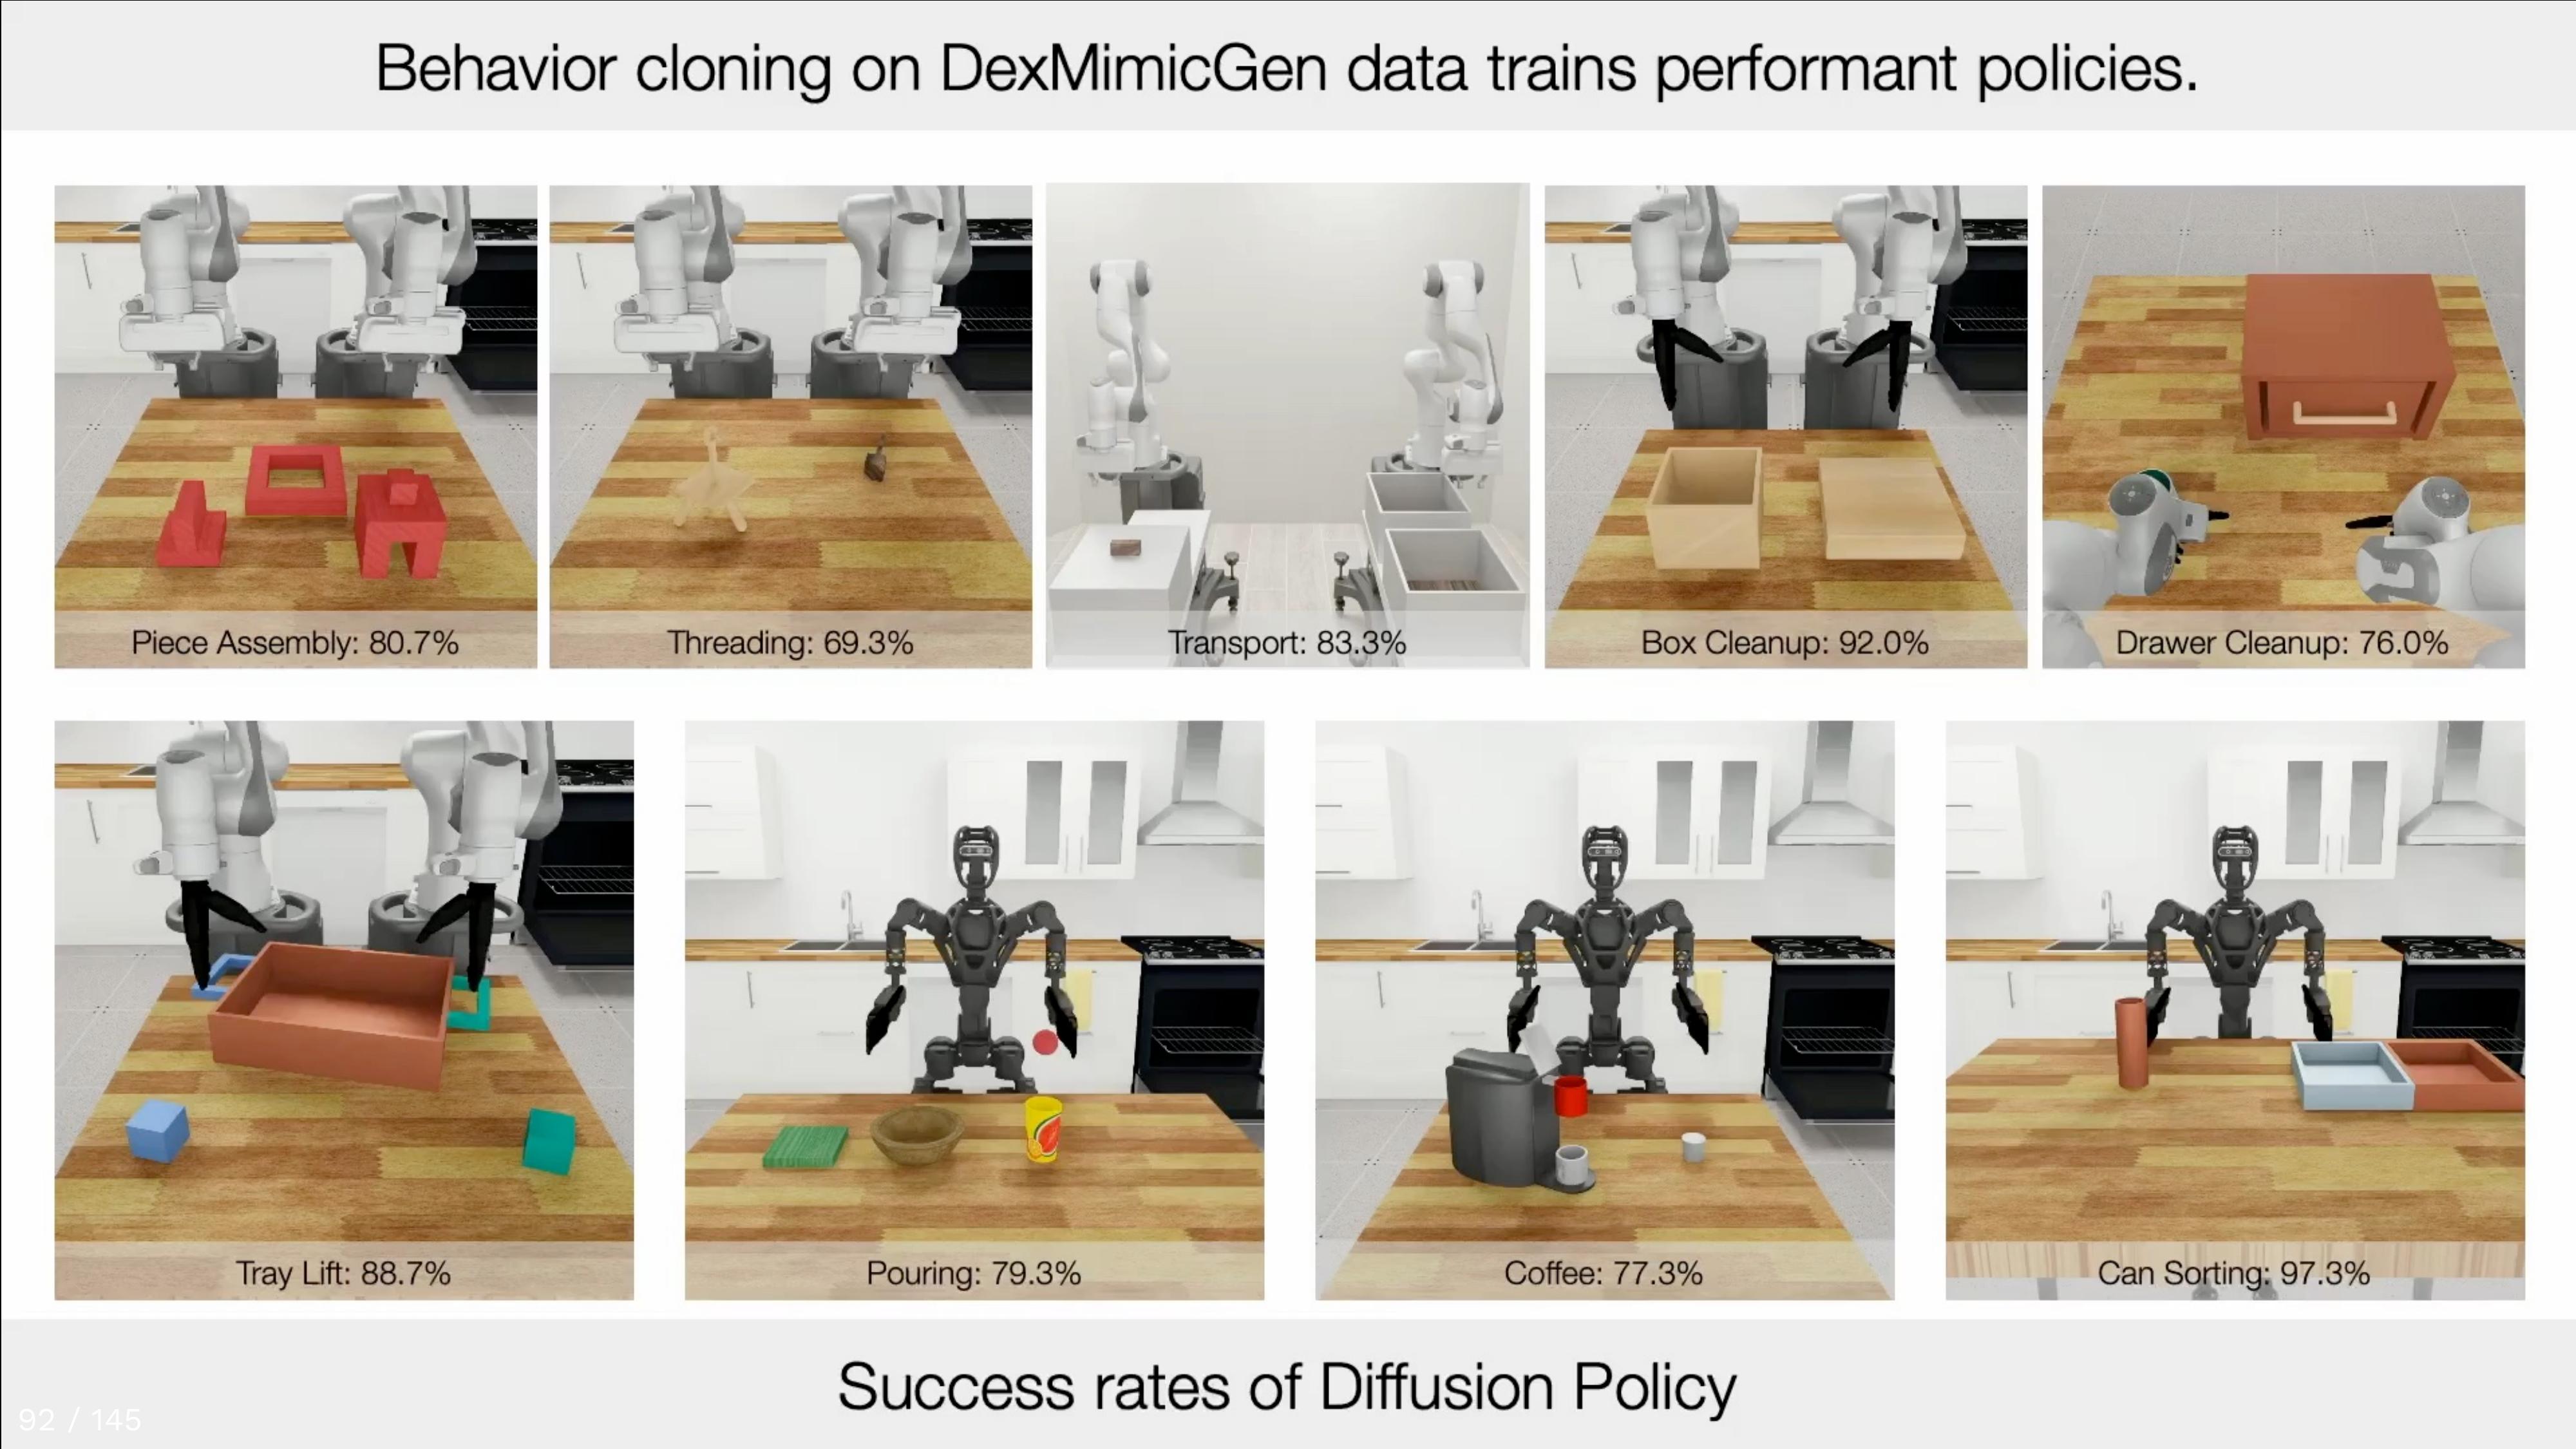 Behavior cloning on DexMimicGen data trains performant policies.
Piece Assembly: 80.7%
Threading: 69.3%
Transport: 83.3%
Box Cleanup: 92.0%
Drawer Cleanup: 76.0%
Tray Lift: 88.7%
Pouring: 79.3%
Coffee: 77.3%
Can Sorting: 97.3%
Success rates of Diffusion Policy
92 / 145